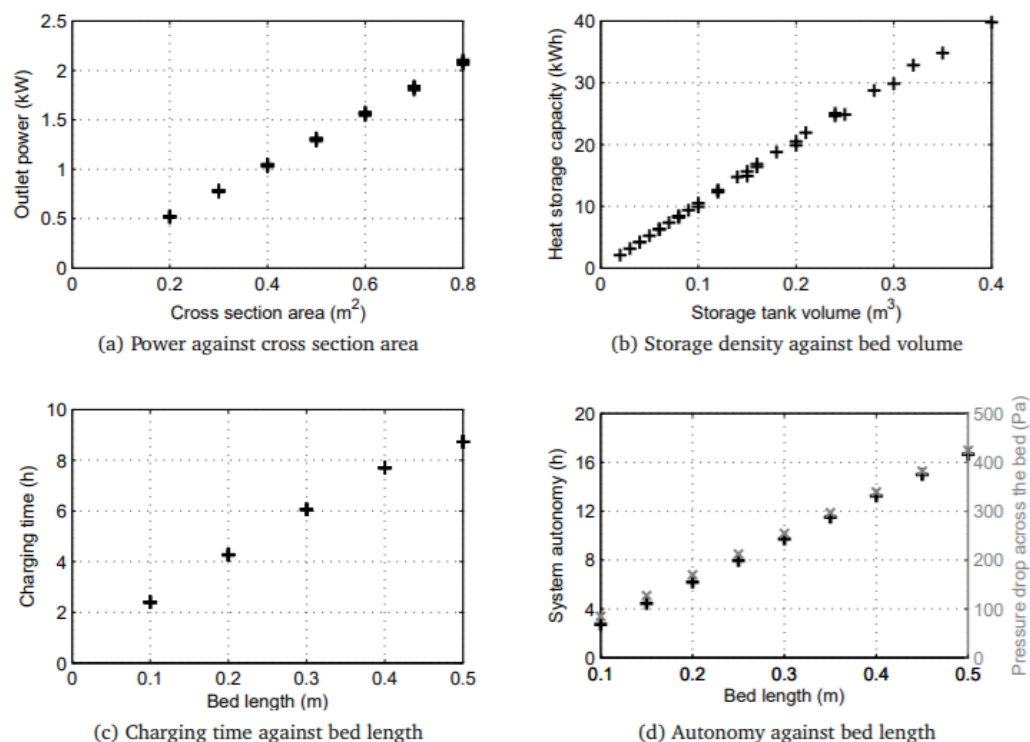 2.5
2
1.5
1
0.5
0
Outlet power (kW)
0 0.2 0.4 0.6 0.8
Cross section area (m²)
(a) Power against cross section area
40
30
20
10
0
Heat storage capacity (kWh)
0 0.1 0.2 0.3 0.4
Storage tank volume (m³)
(b) Storage density against bed volume
10
8
6
4
2
0
Charging time (h)
0 0.1 0.2 0.3 0.4 0.5
Bed length (m)
(c) Charging time against bed length
20
16
12
8
4
0
System autonomy (h)
500
400
300
200
100
0
Pressure drop across the bed (Pa)
0.1 0.2 0.3 0.4 0.5
Bed length (m)
(d) Autonomy against bed length